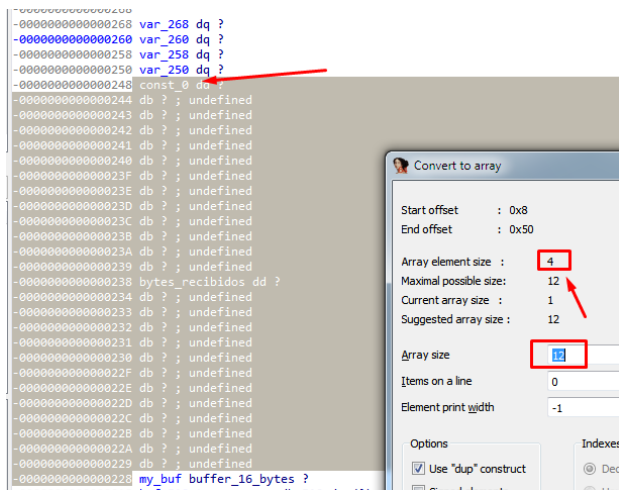 -0000000000000268
-0000000000000268 var_268 dq ?
-0000000000000260 var_260 dq ?
-0000000000000258 var_258 dq ?
-0000000000000250 var_250 dq ?
-0000000000000248 const_0 dd ?
-0000000000000244 db ? ; undefined
-0000000000000243 db ? ; undefined
-0000000000000242 db ? ; undefined
-0000000000000241 db ? ; undefined
-0000000000000240 db ? ; undefined
-000000000000023F db ? ; undefined
-000000000000023E db ? ; undefined
-000000000000023D db ? ; undefined
-000000000000023C db ? ; undefined
-000000000000023B db ? ; undefined
-000000000000023A db ? ; undefined
-0000000000000239 db ? ; undefined
-0000000000000238 bytes_recibidos dd ?
-0000000000000234 db ? ; undefined
-0000000000000233 db ? ; undefined
-0000000000000232 db ? ; undefined
-0000000000000231 db ? ; undefined
-0000000000000230 db ? ; undefined
-000000000000022F db ? ; undefined
-000000000000022E db ? ; undefined
-000000000000022D db ? ; undefined
-000000000000022C db ? ; undefined
-000000000000022B db ? ; undefined
-000000000000022A db ? ; undefined
-0000000000000229 db ? ; undefined
-0000000000000228 my_buf buffer_16_bytes ?
Convert to array
Start offset : 0x8
End offset : 0x50
Array element size : 4
Maximal possible size: 12
Current array size : 1
Suggested array size : 12
Array size 12
Items on a line 0
Element print width -1
Options
Indexes
Use "dup" construct
Dec